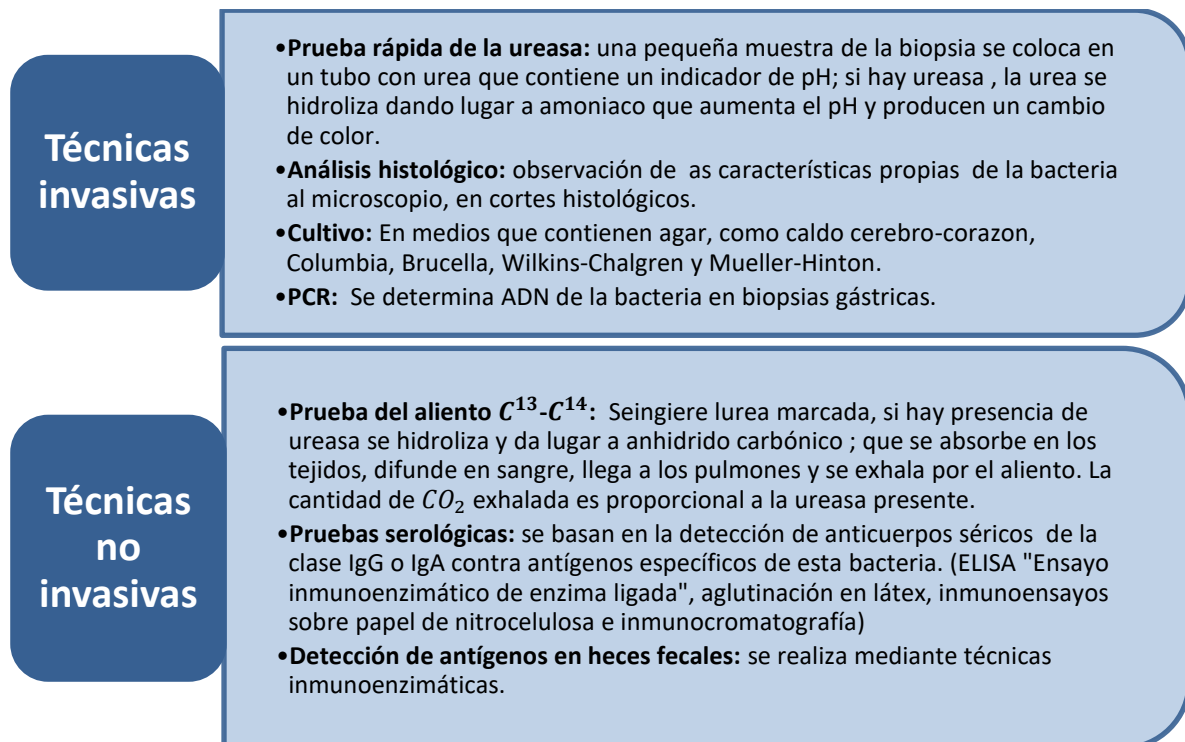 Técnicas
invasivas
•Prueba rápida de la ureasa: una pequeña muestra de la biopsia se coloca en
un tubo con urea que contiene un indicador de pH; si hay ureasa , la urea se
hidroliza dando lugar a amoniaco que aumenta el pH y producen un cambio
de color.
•Análisis histológico: observación de as características propias de la bacteria
al microscopio, en cortes histológicos.
•Cultivo: En medios que contienen agar, como caldo cerebro-corazon,
Columbia, Brucella, Wilkins-Chalgren y Mueller-Hinton.
•PCR: Se determina ADN de la bacteria en biopsias gástricas.
Técnicas
no
invasivas
•Prueba del aliento C¹³-C¹⁴: Seingiere lurea marcada, si hay presencia de
ureasa se hidroliza y da lugar a anhidrido carbónico ; que se absorbe en los
tejidos, difunde en sangre, llega a los pulmones y se exhala por el aliento. La
cantidad de CO₂ exhalada es proporcional a la ureasa presente.
•Pruebas serológicas: se basan en la detección de anticuerpos séricos de la
clase IgG o IgA contra antígenos específicos de esta bacteria. (ELISA "Ensayo
inmunoenzimático de enzima ligada", aglutinación en látex, inmunoensayos
sobre papel de nitrocelulosa e inmunocromatografía)
•Detección de antígenos en heces fecales: se realiza mediante técnicas
inmunoenzimáticas.